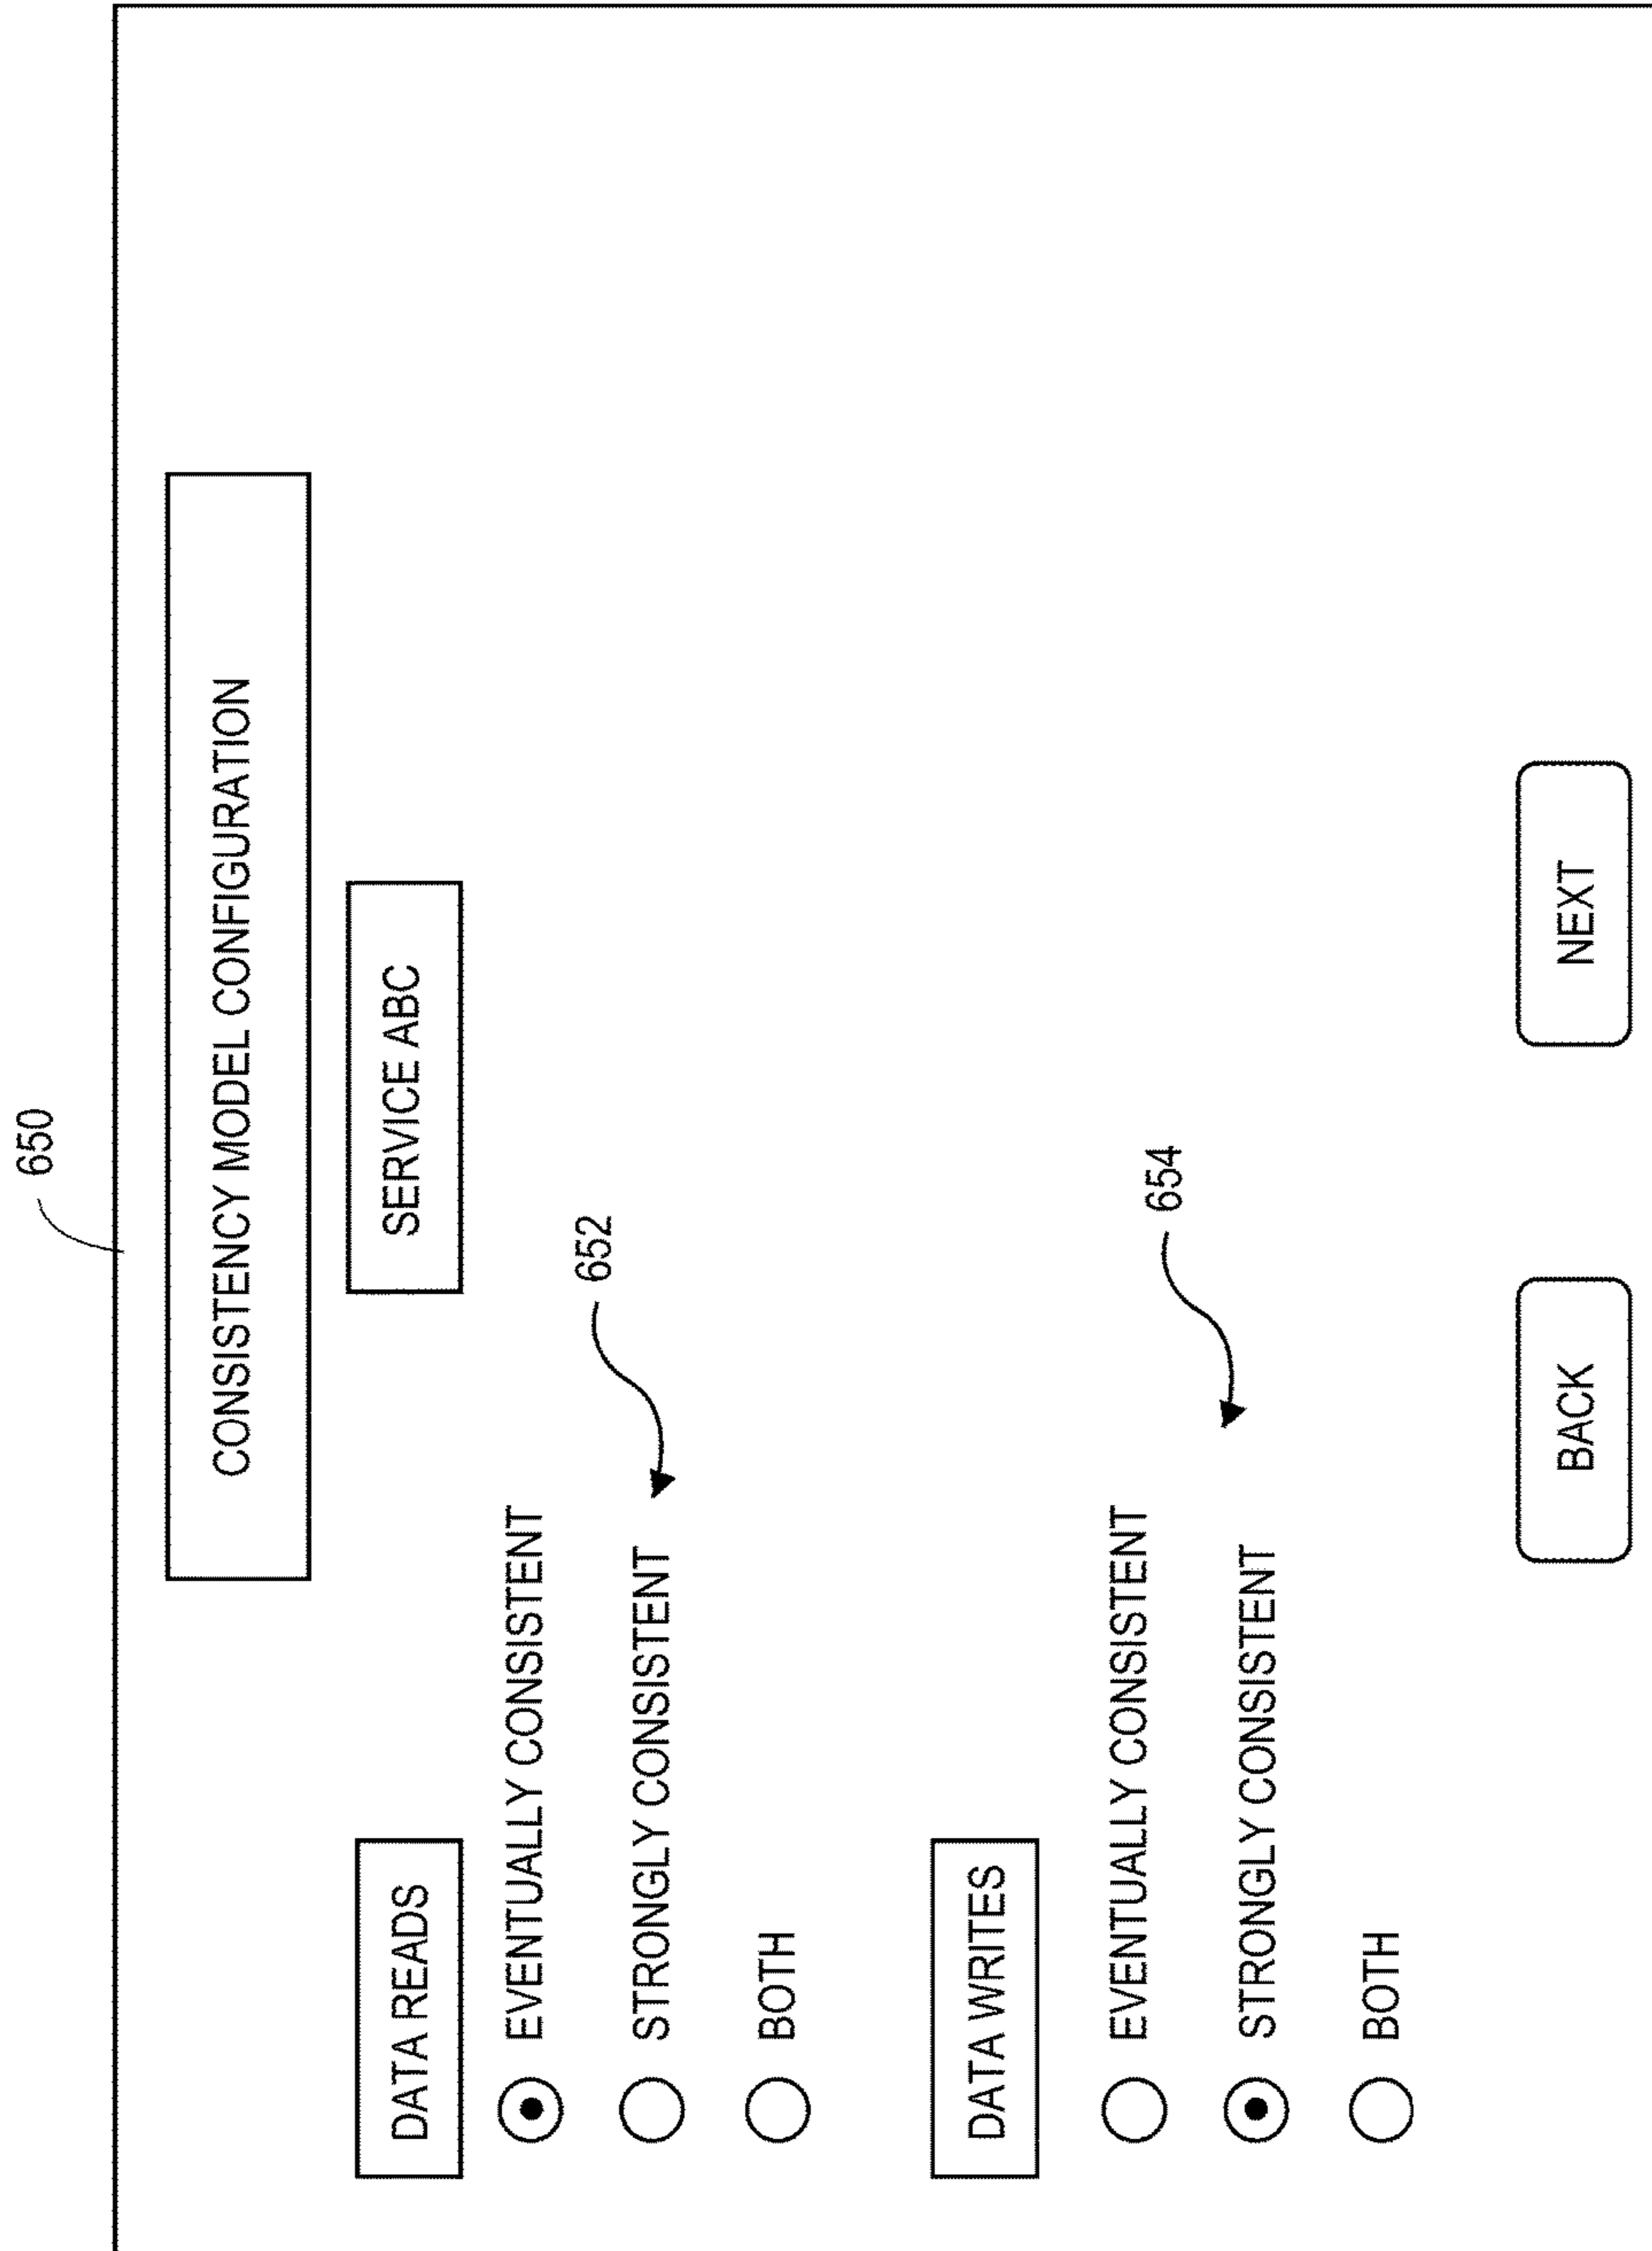 650
CONSISTENCY MODEL CONFIGURATION
SERVICE ABC
DATA READS
EVENTUALLY CONSISTENT
652
STRONGLY CONSISTENT
BOTH
DATA WRITES
EVENTUALLY CONSISTENT
654
STRONGLY CONSISTENT
BOTH
BACK
NEXT